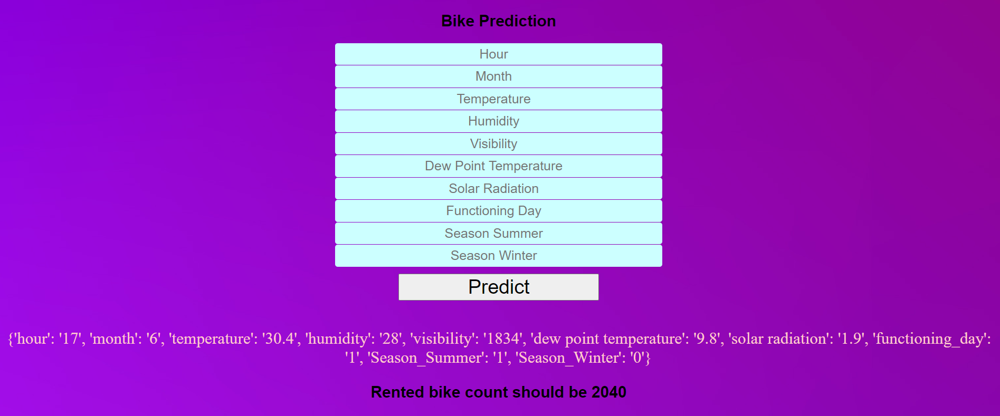 Bike Prediction
Hour
Month
Temperature
Humidity
Visibility
Dew Point Temperature
Solar Radiation
Functioning Day
Season Summer
Season Winter
Predict
{'hour': '17', 'month': '6', 'temperature': '30.4', 'humidity': '28', 'visibility': '1834', 'dew point temperature': '9.8', 'solar radiation': '1.9', 'functioning_day':
'1', 'Season_Summer': '1', 'Season_Winter': '0'}
Rented bike count should be 2040